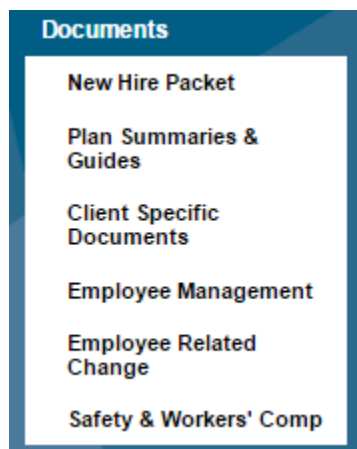 Documents
New Hire Packet
Plan Summaries &
Guides
Client Specific
Documents
Employee Management
Employee Related
Change
Safety & Workers' Comp